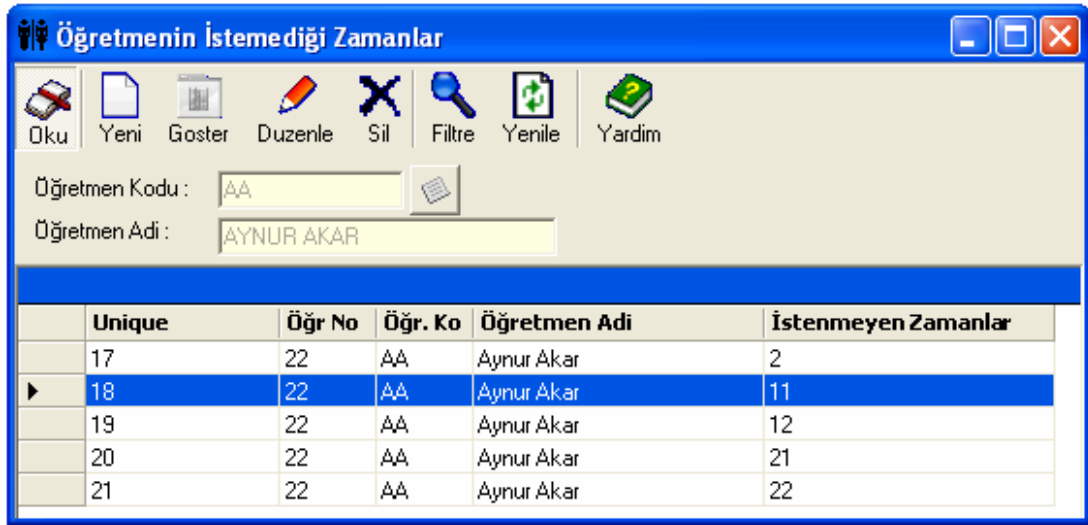 Öğretmenin İstemediği Zamanlar
Oku Yeni Goster Duzenle Sil Filtre Yenile Yardim
Öğretmen Kodu : AA
Öğretmen Adi : AYNUR AKAR
Unique Öğr No Öğr. Ko Öğretmen Adi İstenmeyen Zamanlar
17 22 AA Aynur Akar 2
18 22 AA Aynur Akar 11
19 22 AA Aynur Akar 12
20 22 AA Aynur Akar 21
21 22 AA Aynur Akar 22